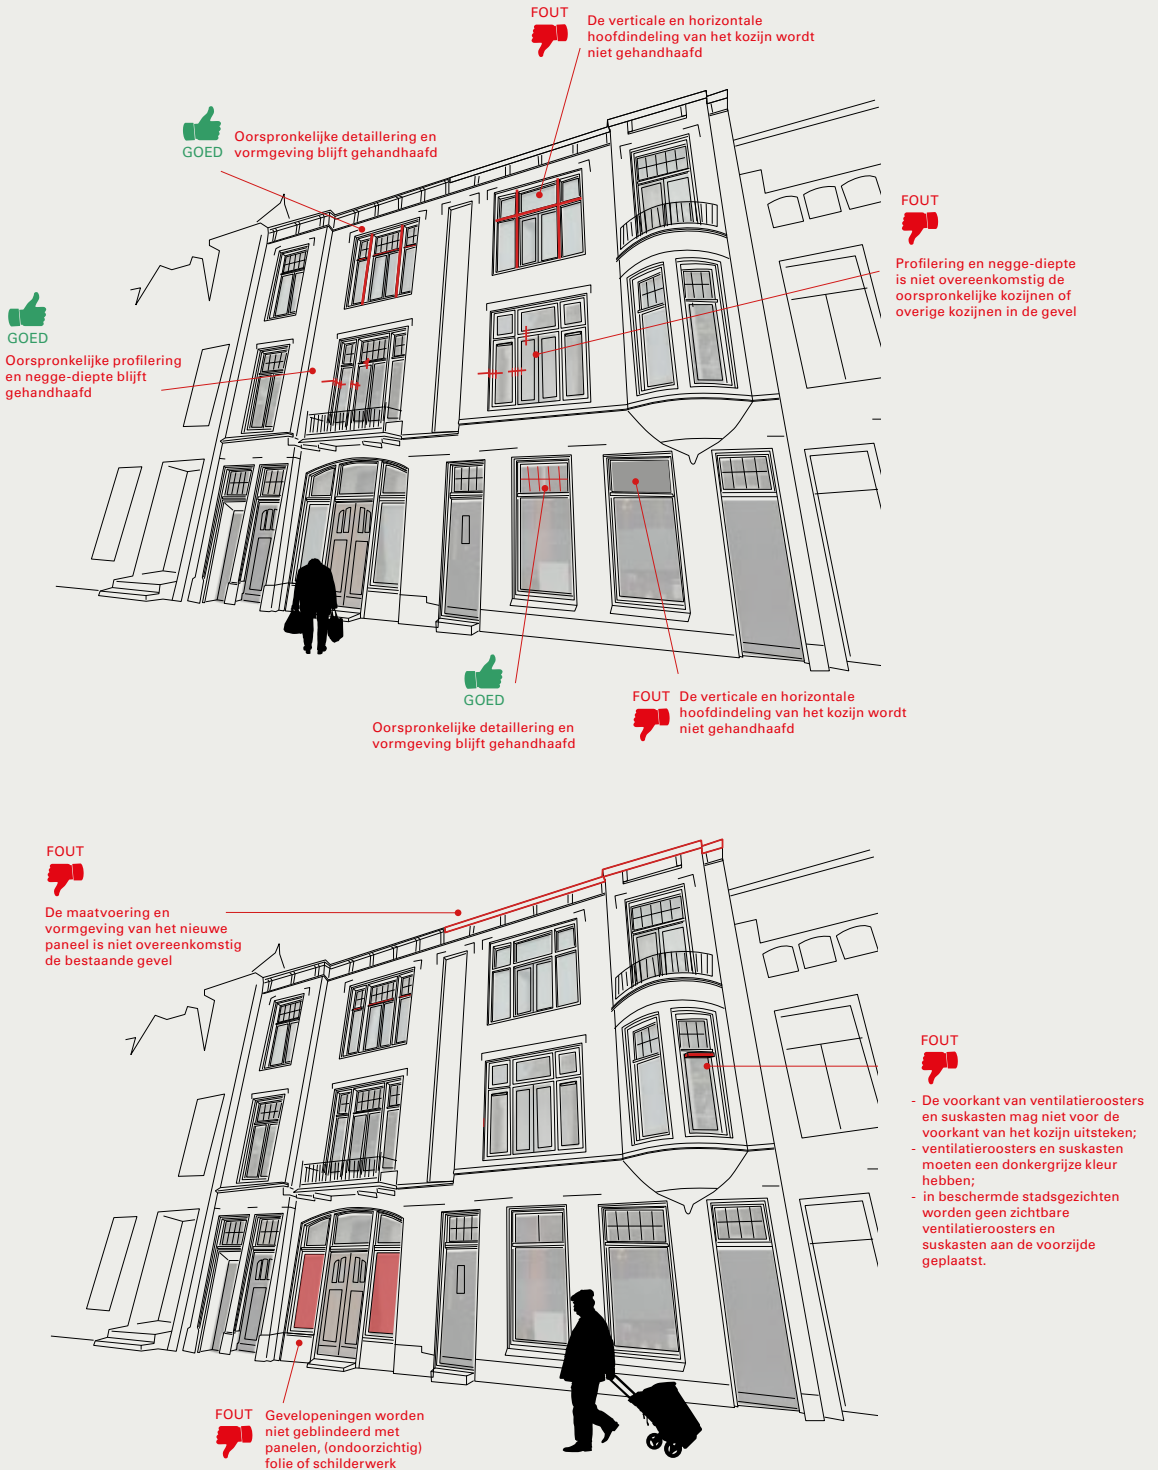 FOUT
De verticale en horizontale
hoofdindeling van het kozijn wordt
niet gehandhaafd
GOED
Oorspronkelijke detaillering en
vormgeving blijft gehandhaafd
FOUT
Profilering en negge-diepte
is niet overeenkomstig de
oorspronkelijke kozijnen of
overige kozijnen in de gevel
GOED
Oorspronkelijke profilering
en negge-diepte blijft
gehandhaafd
GOED
Oorspronkelijke detaillering en
vormgeving blijft gehandhaafd
FOUT
De verticale en horizontale
hoofdindeling van het kozijn wordt
niet gehandhaafd
FOUT
De maatvoering en
vormgeving van het nieuwe
paneel is niet overeenkomstig
de bestaande gevel
FOUT
- De voorkant van ventilatieroosters
en suskasten mag niet voor de
voorkant van het kozijn uitsteken;
- ventilatieroosters en suskasten
moeten een donkergrijze kleur
hebben;
- in beschermde stadsgezichten
worden geen zichtbare
ventilatieroosters en
suskasten aan de voorzijde
geplaatst.
FOUT
Gevelopeningen worden
niet geblindeerd met
panelen, (ondoorzichtig)
folie of schilderwerk